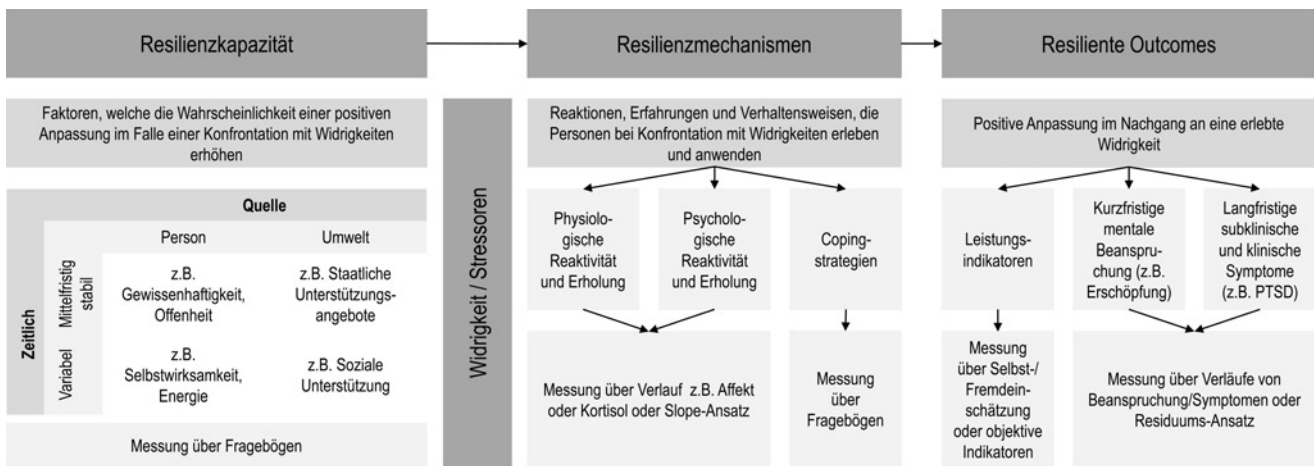 Resilienzkapazität
Resilienzmechanismen
Resiliente Outcomes
Faktoren, welche die Wahrscheinlichkeit einer positiven
Anpassung im Falle einer Konfrontation mit Widrigkeiten
erhöhen
Quelle
Person
Umwelt
Zeitlich
Mittelfristig
stabil
z.B.
Gewissenhaftigkeit,
Offenheit
z.B. Staatliche
Unterstützungs-
angebote
Variabel
z.B.
Selbstwirksamkeit,
Energie
z.B. Soziale
Unterstützung
Messung über Fragebögen
Widrigkeit / Stressoren
Reaktionen, Erfahrungen und Verhaltensweisen, die
Personen bei Konfrontation mit Widrigkeiten erleben
und anwenden
Physiolo-
gische
Reaktivität
und Erholung
Psycholo-
gische
Reaktivität
und Erholung
Coping-
strategien
Messung über Verlauf z.B. Affekt
oder Kortisol oder Slope-Ansatz
Messung
über
Fragebögen
Positive Anpassung im Nachgang an eine erlebte
Widrigkeit
Leistungs-
indikatoren
Kurzfristige
mentale
Beanspru-
chung (z.B.
Erschöpfung)
Langfristige
subklinische
und klinische
Symptome
(z.B. PTSD)
Messung
über Selbst-/
Fremdein-
schätzung
oder objektive
Indikatoren
Messung über Verläufe von
Beanspruchung/Symptomen oder
Residuums-Ansatz